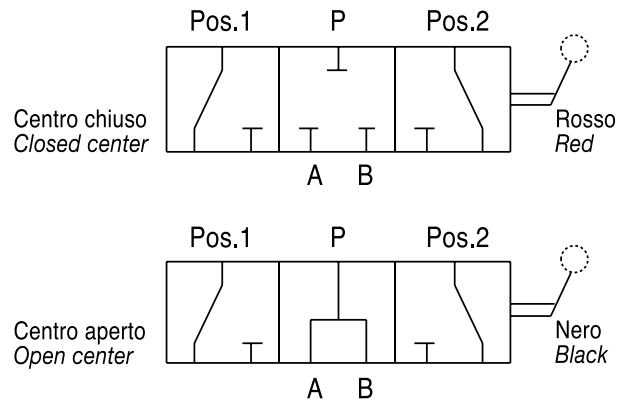 Pos.1 P Pos.2
Centro chiuso
Closed center
Rosso
Red
A B
Pos.1 P Pos.2
Centro aperto
Open center
Nero
Black
A B